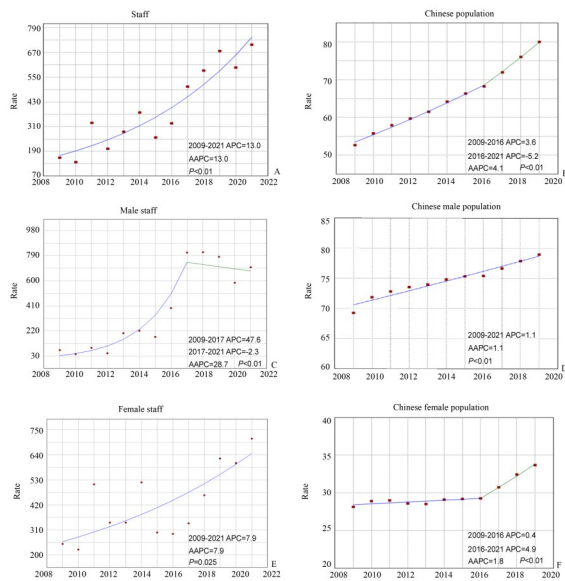 Staff
Rate
790
670
550
430
310
190
70
2008 2010 2012 2014 2016 2018 2020 2022
2009-2021 APC=13.0
AAPC=13.0
P<0.01
A
Chinese population
Rate
80
70
60
50
2008 2010 2012 2014 2016 2018 2020
2009-2016 APC=3.6
2016-2021 APC=-5.2
AAPC=4.1 P<0.01
Male staff
Rate
980
790
600
410
220
30
2008 2010 2012 2014 2016 2018 2020 2022
2009-2017 APC=47.6
2017-2021 APC=-2.3
AAPC=28.7 P<0.01
C
Chinese male population
Rate
85
80
75
70
65
60
2008 2010 2012 2014 2016 2018 2020
2009-2021 APC=1.1
AAPC=1.1
P<0.01
D
Female staff
Rate
750
640
530
420
310
200
2008 2010 2012 2014 2016 2018 2020 2022
2009-2021 APC=7.9
AAPC=7.9
P=0.025
E
Chinese female population
Rate
40
35
30
25
20
2008 2010 2012 2014 2016 2018 2020
2009-2016 APC=0.4
2016-2021 APC=4.9
AAPC=1.8 P<0.01
F